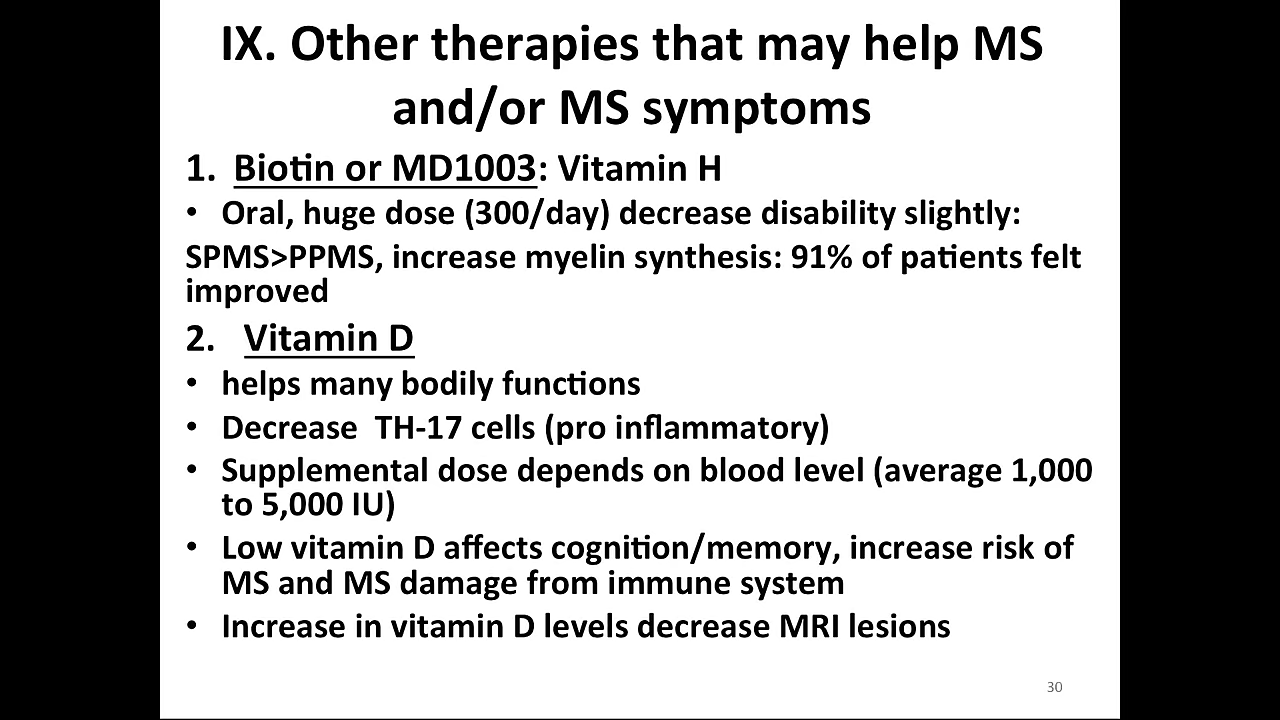 IX. Other therapies that may help MS
and/or MS symptoms
1. Biotin or MD1003: Vitamin H
• Oral, huge dose (300/day) decrease disability slightly:
SPMS>PPMS, increase myelin synthesis: 91% of patients felt
improved
2. Vitamin D
• helps many bodily functions
• Decrease TH-17 cells (pro inflammatory)
• Supplemental dose depends on blood level (average 1,000
to 5,000 IU)
• Low vitamin D affects cognition/memory, increase risk of
MS and MS damage from immune system
• Increase in vitamin D levels decrease MRI lesions
30